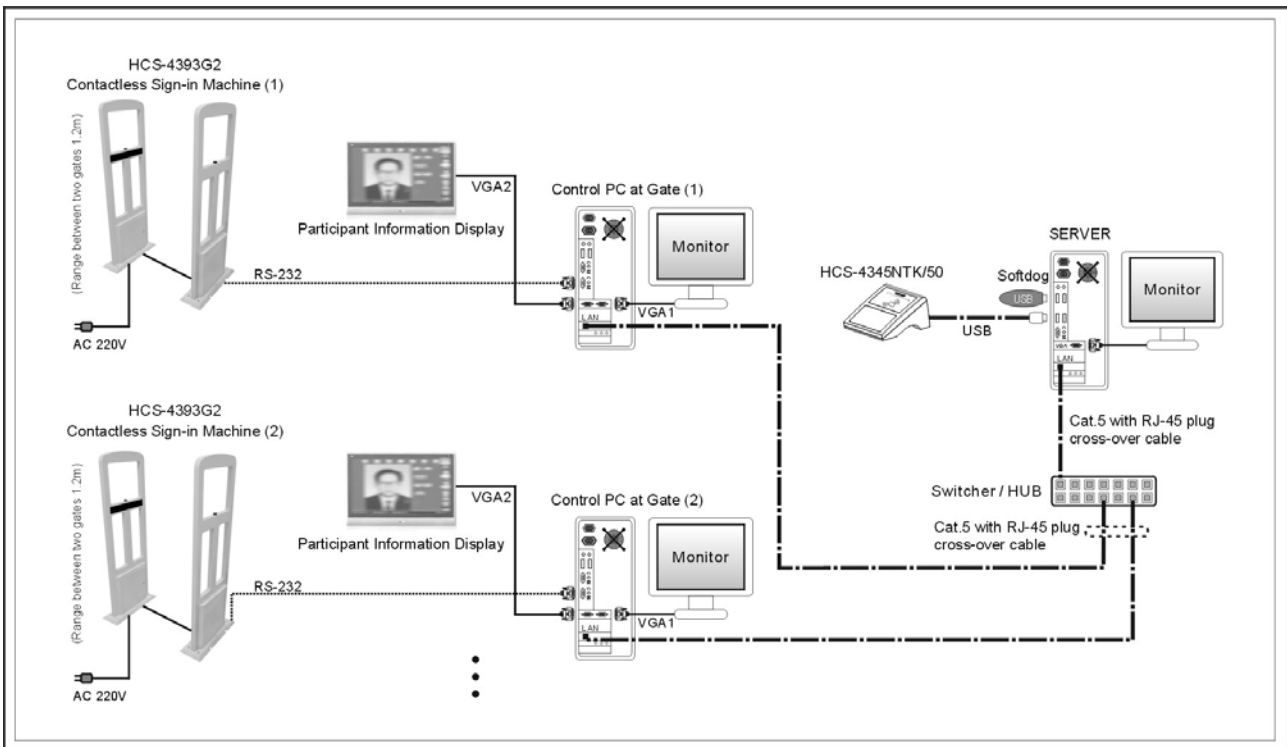 HCS-4393G2
Contactless Sign-in Machine (1)
(Range between two gates 1.2m)
AC 220V
RS-232
Participant Information Display
VGA2
Control PC at Gate (1)
Monitor
VGA1
LAN
HCS-4345NTK/50
USB
Softdog
USB
SERVER
Monitor
VGA
LAN
Cat.5 with RJ-45 plug
cross-over cable
Switcher / HUB
Cat.5 with RJ-45 plug
cross-over cable
HCS-4393G2
Contactless Sign-in Machine (2)
(Range between two gates 1.2m)
AC 220V
RS-232
Participant Information Display
VGA2
Control PC at Gate (2)
Monitor
VGA1
LAN